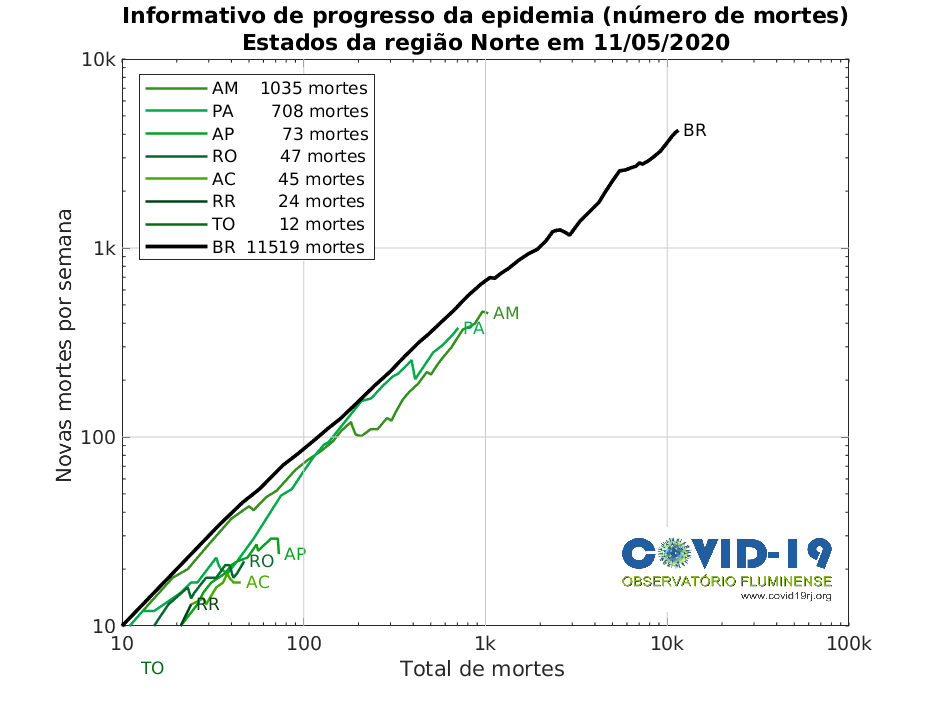 Informativo de progresso da epidemia (número de mortes)
Estados da região Norte em 11/05/2020
10k
AM 1035 mortes
PA 708 mortes
AP 73 mortes
RO 47 mortes
AC 45 mortes
RR 24 mortes
TO 12 mortes
BR 11519 mortes
BR
1k
Novas mortes por semana
AM
PA
100
AP
RO
AC
RR
COVID-19
OBSERVATÓRIO FLUMINENSE
www.covid19rj.org
10
10 100 1k 10k 100k
TO
Total de mortes